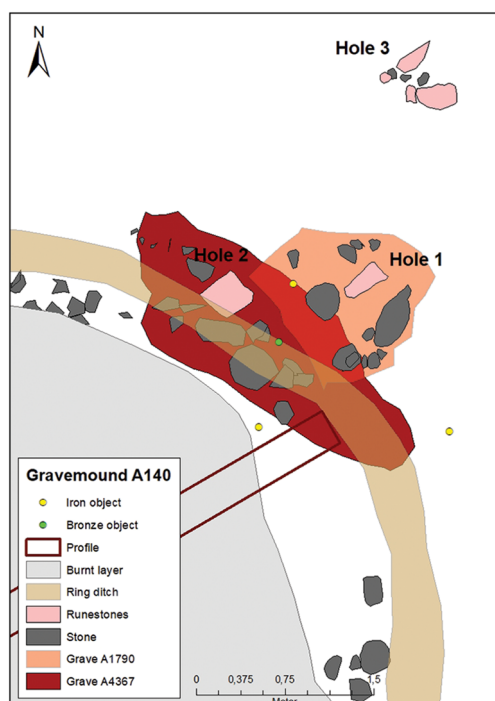 N
Hole 3
Hole 2
Hole 1
Gravemound A140
Iron object
Bronze object
Profile
Burnt layer
Ring ditch
Runestones
Stone
Grave A1790
Grave A4367
0 0,375 0,75 1,5
Meter